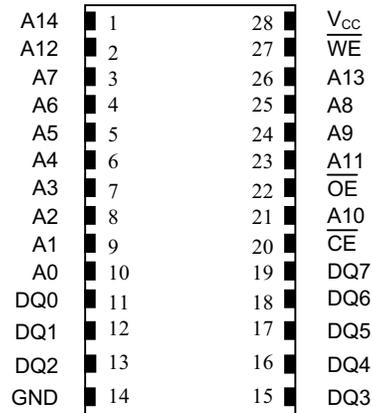 A14 1 28 VCC
A12 2 27 WE
A7 3 26 A13
A6 4 25 A8
A5 5 24 A9
A4 6 23 A11
A3 7 22 OE
A2 8 21 A10
A1 9 20 CE
A0 10 19 DQ7
DQ0 11 18 DQ6
DQ1 12 17 DQ5
DQ2 13 16 DQ4
GND 14 15 DQ3